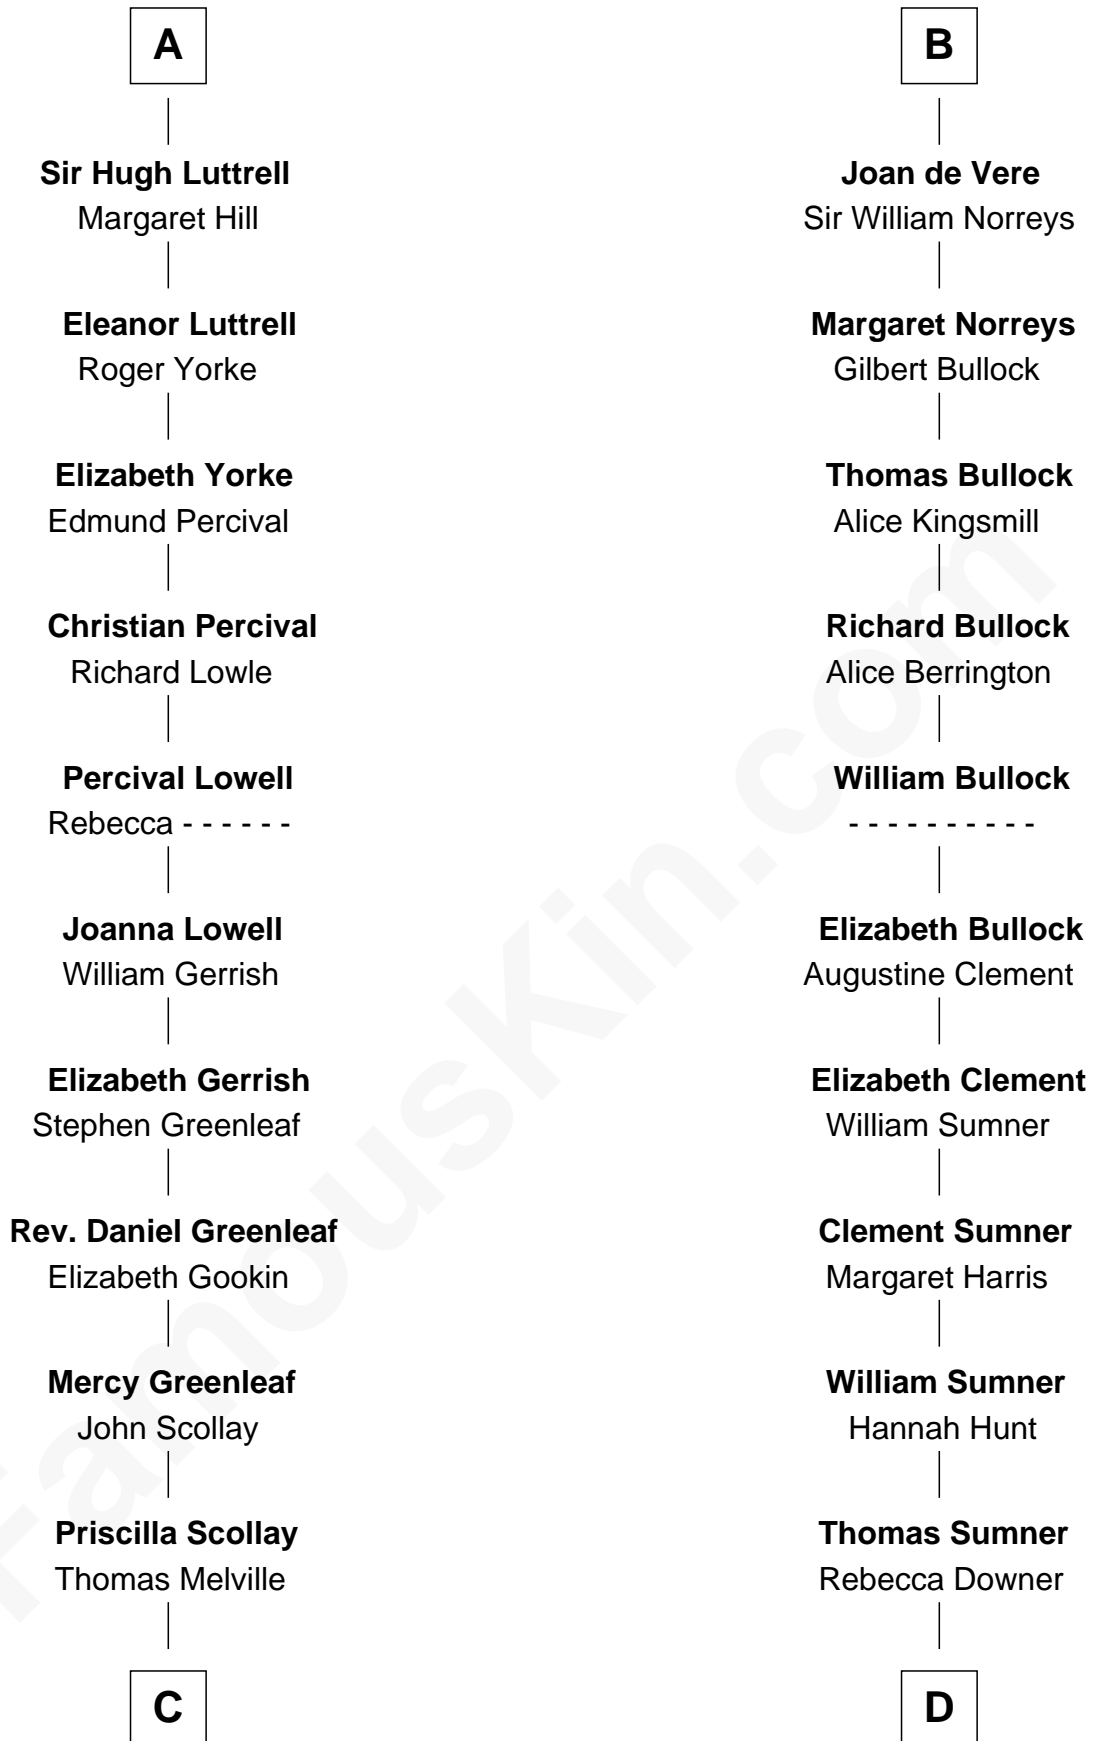 A
Sir Hugh Luttrell
Margaret Hill
Eleanor Luttrell
Roger Yorke
Elizabeth Yorke
Edmund Percival
Christian Percival
Richard Lowle
Percival Lowell
Rebecca - - - - - -
Joanna Lowell
William Gerrish
Elizabeth Gerrish
Stephen Greenleaf
Rev. Daniel Greenleaf
Elizabeth Gookin
Mercy Greenleaf
John Scollay
Priscilla Scollay
Thomas Melville
C
B
Joan de Vere
Sir William Norreys
Margaret Norreys
Gilbert Bullock
Thomas Bullock
Alice Kingsmill
Richard Bullock
Alice Berrington
William Bullock
- - - - - - - - - -
Elizabeth Bullock
Augustine Clement
Elizabeth Clement
William Sumner
Clement Sumner
Margaret Harris
William Sumner
Hannah Hunt
Thomas Sumner
Rebecca Downer
D
FamousKin.com